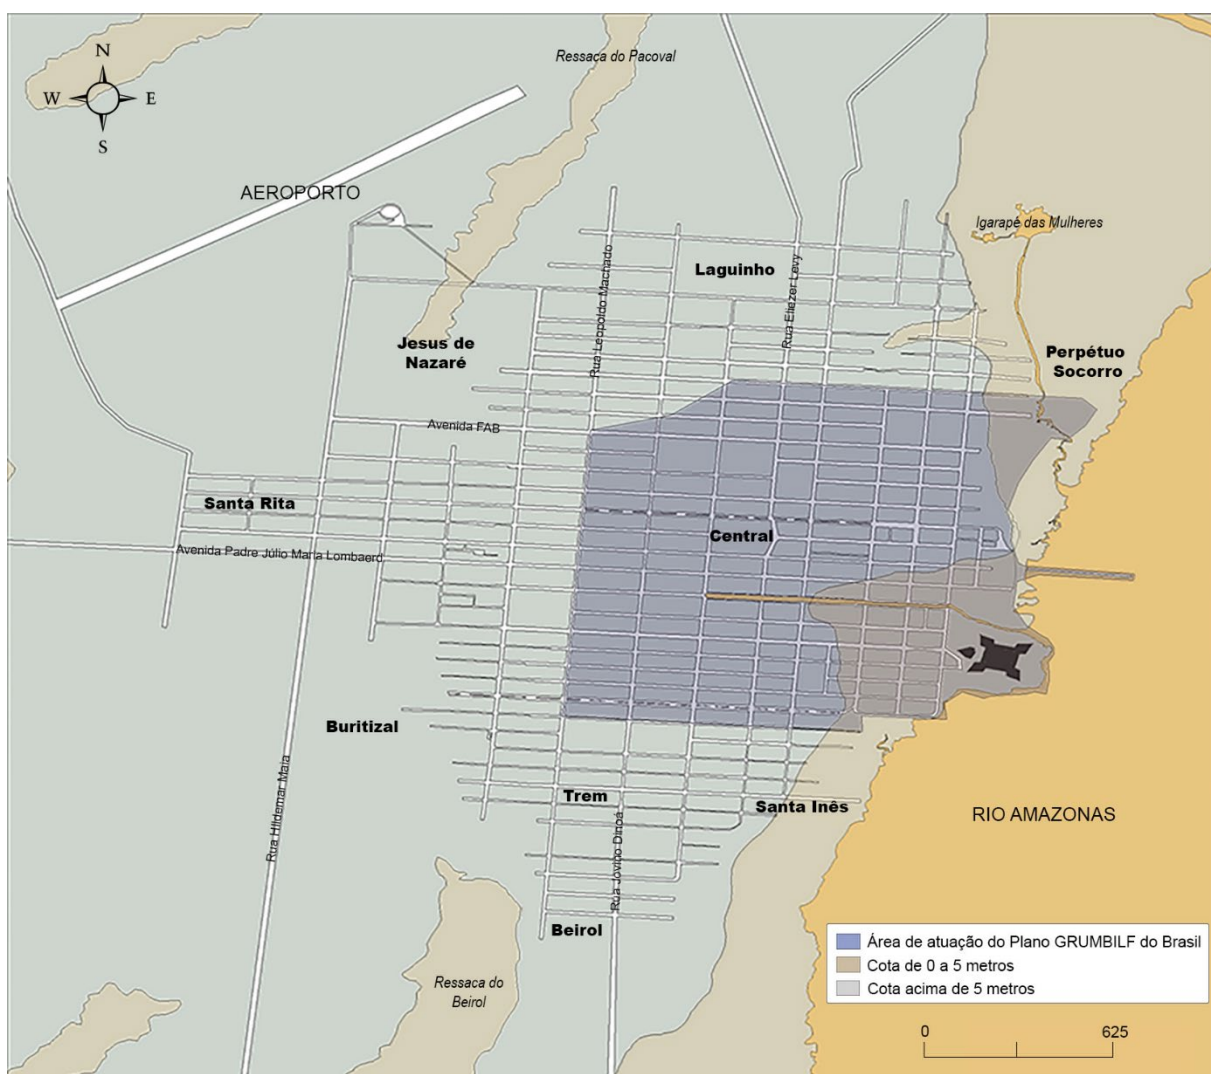 Ressaca do Pacoval
N
W
E
S
AEROPORTO
Igarapé das Mulheres
Laguinho
Rua Leopoldo Machado
Rua Eliezer Levy
Jesus de
Nazaré
Perpétuo
Socorro
Avenida FAB
Santa Rita
Central
Avenida Padre Júlio Maria Lombaerd
Buritizal
Rua Hildemar Maia
Trem
Santa Inês
RIO AMAZONAS
Rua Jovino Dinoá
Beirol
Ressaca do
Beirol
Área de atuação do Plano GRUMBILF do Brasil
Cota de 0 a 5 metros
Cota acima de 5 metros
0
625